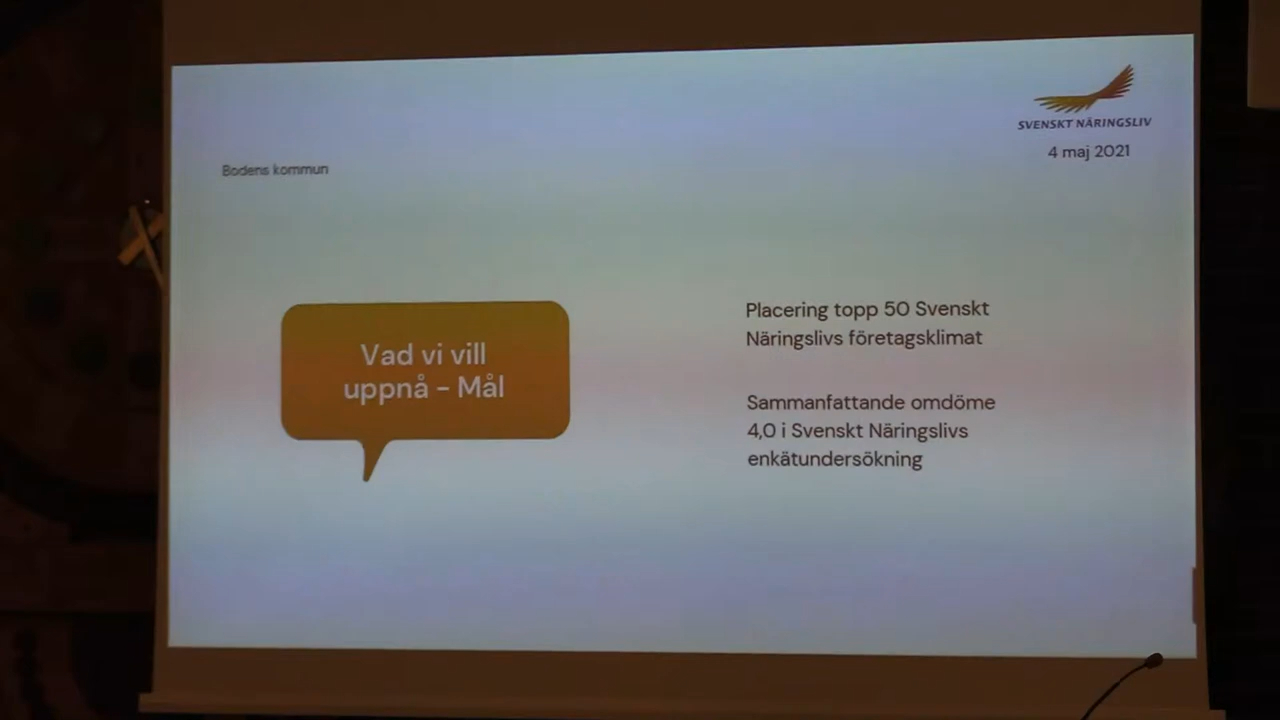 SVENSKT NÄRINGSLIV
4 maj 2021
Bodens kommun
Vad vi vill
uppnå - Mål
Placering topp 50 Svenskt
Näringslivs företagsklimat
Sammanfattande omdöme
4,0 i Svenskt Näringslivs
enkätundersökning